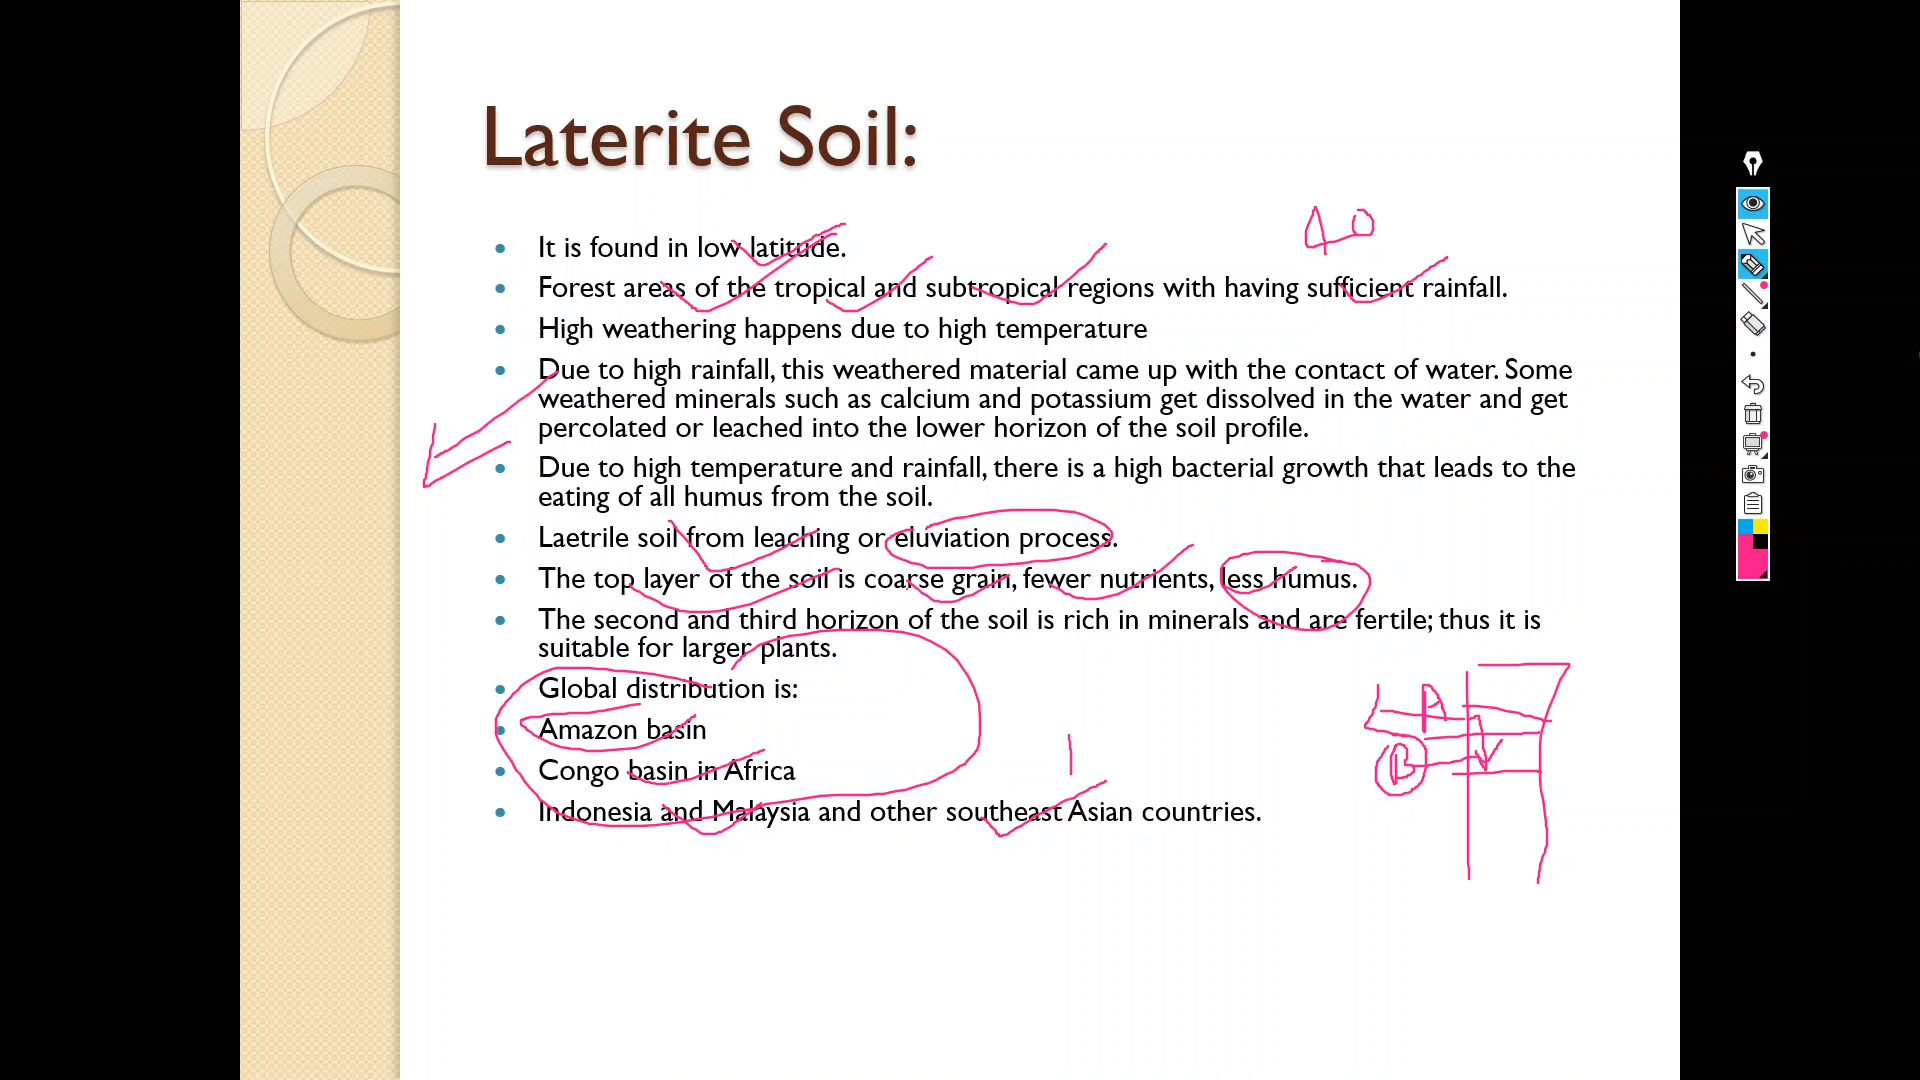 Laterite Soil:
40
It is found in low latitude.
Forest areas of the tropical and subtropical regions with having sufficient rainfall.
High weathering happens due to high temperature
Due to high rainfall, this weathered material came up with the contact of water. Some
weathered minerals such as calcium and potassium get dissolved in the water and get
percolated or leached into the lower horizon of the soil profile.
Due to high temperature and rainfall, there is a high bacterial growth that leads to the
eating of all humus from the soil.
Laetrile soil from leaching or eluviation process.
The top layer of the soil is coarse grain, fewer nutrients, less humus.
The second and third horizon of the soil is rich in minerals and are fertile; thus it is
suitable for larger plants.
Global distribution is:
A
Amazon basin
B
Congo basin in Africa
Indonesia and Malaysia and other southeast Asian countries.